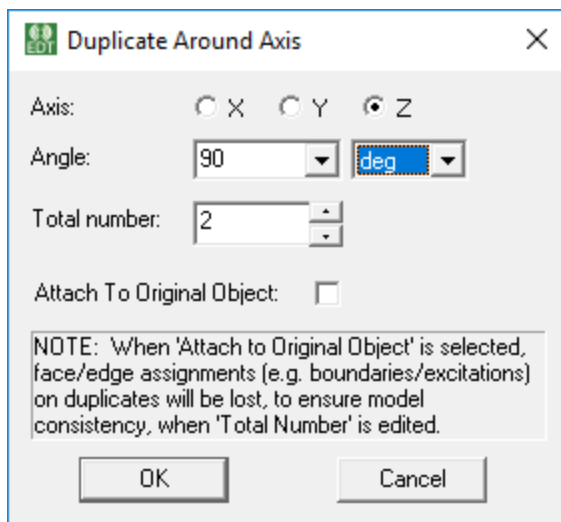 EDT
Duplicate Around Axis
Axis: X Y Z
Angle: 90 deg
Total number: 2
Attach To Original Object:
NOTE:  When 'Attach to Original Object' is selected,
face/edge assignments (e.g. boundaries/excitations)
on duplicates will be lost, to ensure model
consistency, when 'Total Number' is edited.
OK Cancel